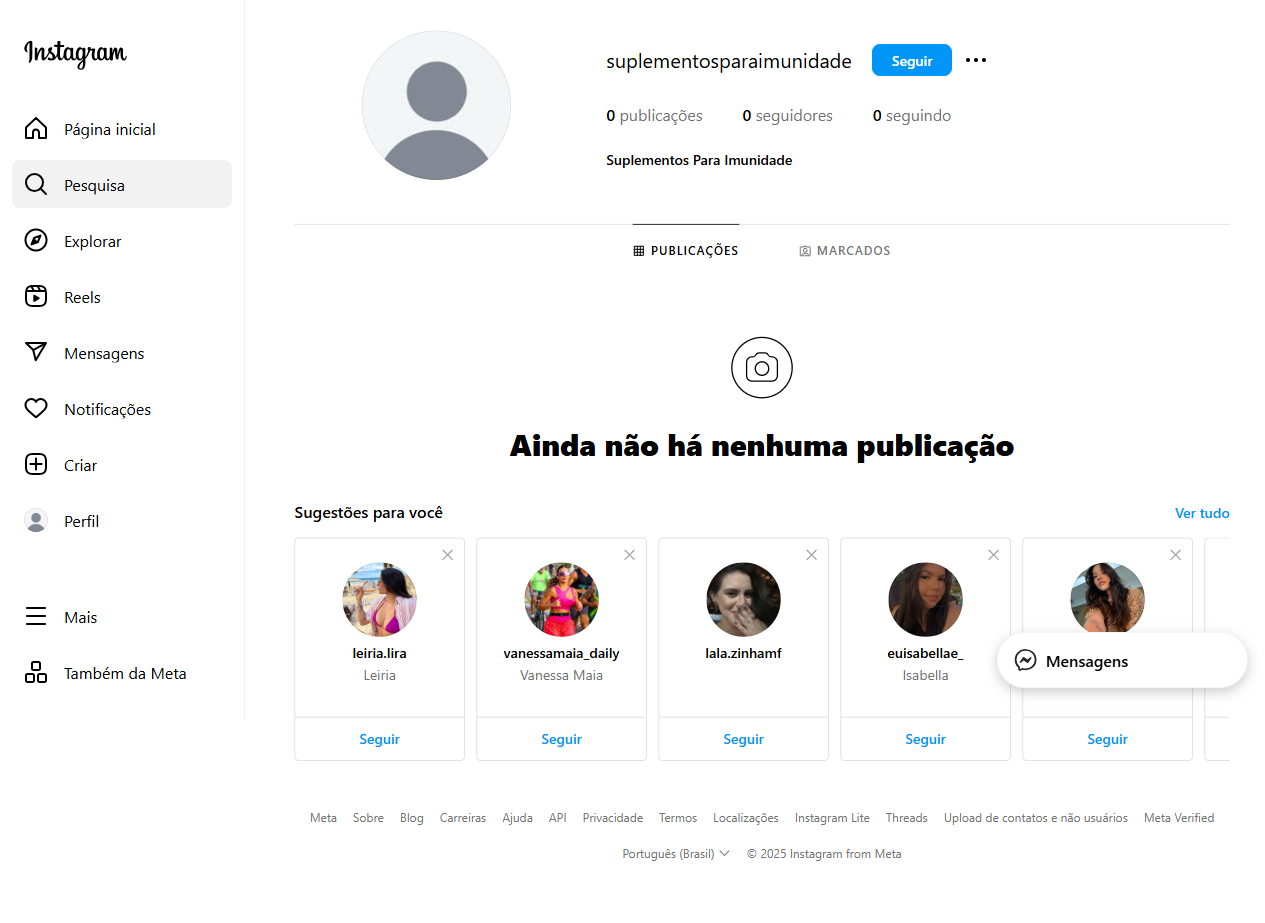 Instagram
Página inicial
Pesquisa
Explorar
Reels
Mensagens
Notificações
Criar
Perfil
Mais
Também da Meta
suplementosparaimunidade Seguir
0 publicações 0 seguidores 0 seguindo
Suplementos Para Imunidade
PUBLICAÇÕES MARCADOS
Ainda não há nenhuma publicação
Sugestões para você Ver tudo
leiria.lira vanessamaia_daily lala.zinhamf euisabellae_
Leiria Vanessa Maia Isabella
Mensagens
Seguir Seguir Seguir Seguir Seguir
Meta Sobre Blog Carreiras Ajuda API Privacidade Termos Localizações Instagram Lite Threads Upload de contatos e não usuários Meta Verified
Português (Brasil) © 2025 Instagram from Meta